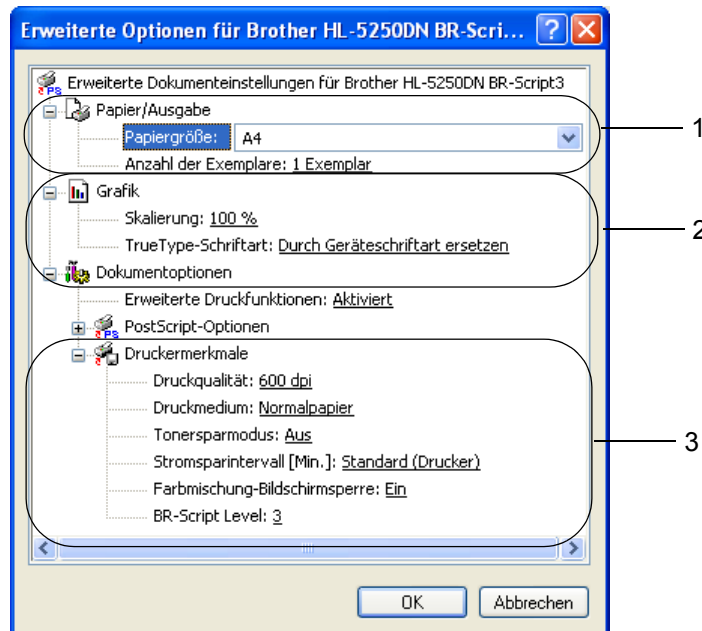 Erweiterte Optionen für Brother HL-5250DN BR-Scri...
Erweiterte Dokumenteinstellungen für Brother HL-5250DN BR-Script3
Papier/Ausgabe
Papiergröße: A4
Anzahl der Exemplare: 1 Exemplar
1
Grafik
Skalierung: 100 %
TrueType-Schriftart: Durch Geräteschriftart ersetzen
2
Dokumentoptionen
Erweiterte Druckfunktionen: Aktiviert
PS PostScript-Optionen
Druckermerkmale
Druckqualität: 600 dpi
Druckmedium: Normalpapier
Tonersparmodus: Aus
Stromsparintervall [Min.]: Standard (Drucker)
3
Farbmischung-Bildschirmsperre: Ein
BR-Script Level: 3
OK Abbrechen